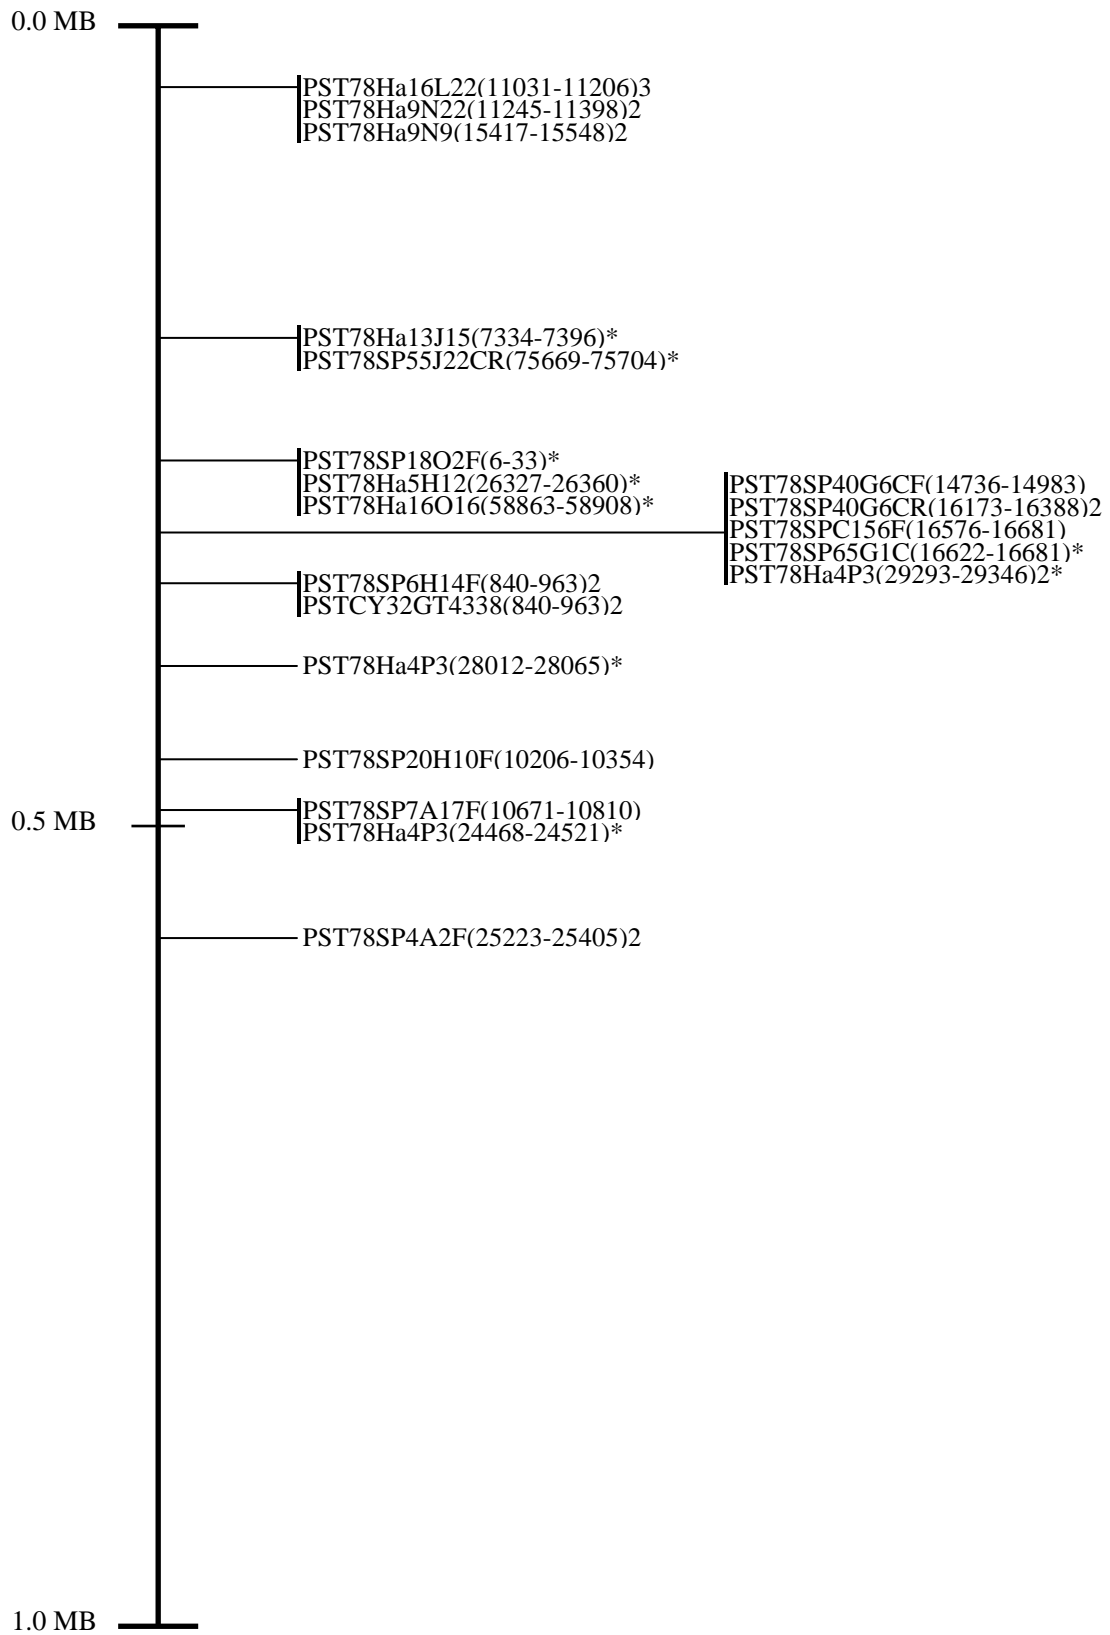 0.0 MB
PST78Ha16L22(11031-11206)3
PST78Ha9N22(11245-11398)2
PST78Ha9N9(15417-15548)2
PST78Ha13J15(7334-7396)*
PST78SP55J22CR(75669-75704)*
PST78SP18O2F(6-33)*
PST78Ha5H12(26327-26360)*
PST78Ha16O16(58863-58908)*
PST78SP40G6CF(14736-14983)
PST78SP40G6CR(16173-16388)2
PST78SPC156F(16576-16681)
PST78SP65G1C(16622-16681)*
PST78Ha4P3(29293-29346)2*
PST78SP6H14F(840-963)2
PSTCY32GT4338(840-963)2
PST78Ha4P3(28012-28065)*
PST78SP20H10F(10206-10354)
PST78SP7A17F(10671-10810)
0.5 MB
PST78Ha4P3(24468-24521)*
PST78SP4A2F(25223-25405)2
1.0 MB